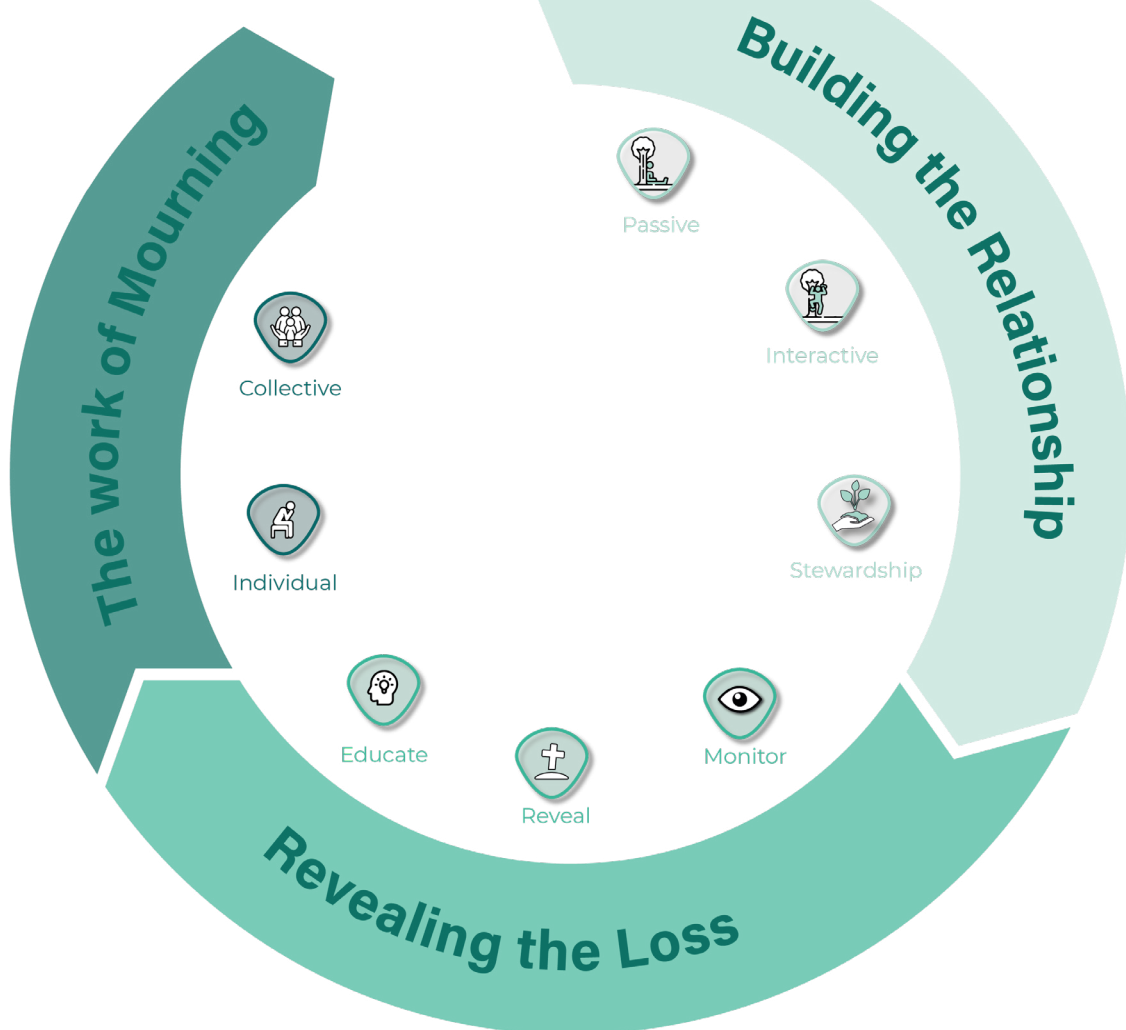 Building the Relationship
Passive
Interactive
Stewardship
Monitor
Reveal
Educate
Revealing the Loss
Individual
Collective
The work of Mourning